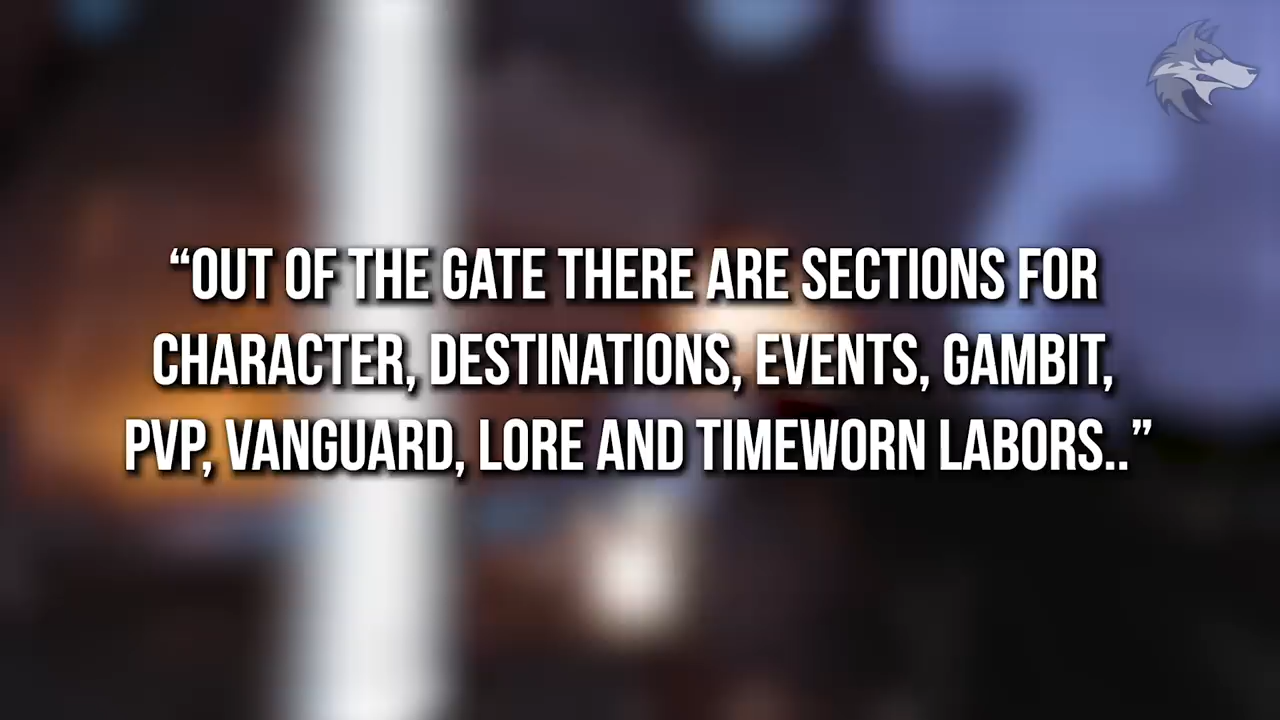 “OUT OF THE GATE THERE ARE SECTIONS FOR
CHARACTER, DESTINATIONS, EVENTS, GAMBIT,
PVP, VANGUARD, LORE AND TIMEWORN LABORS..”